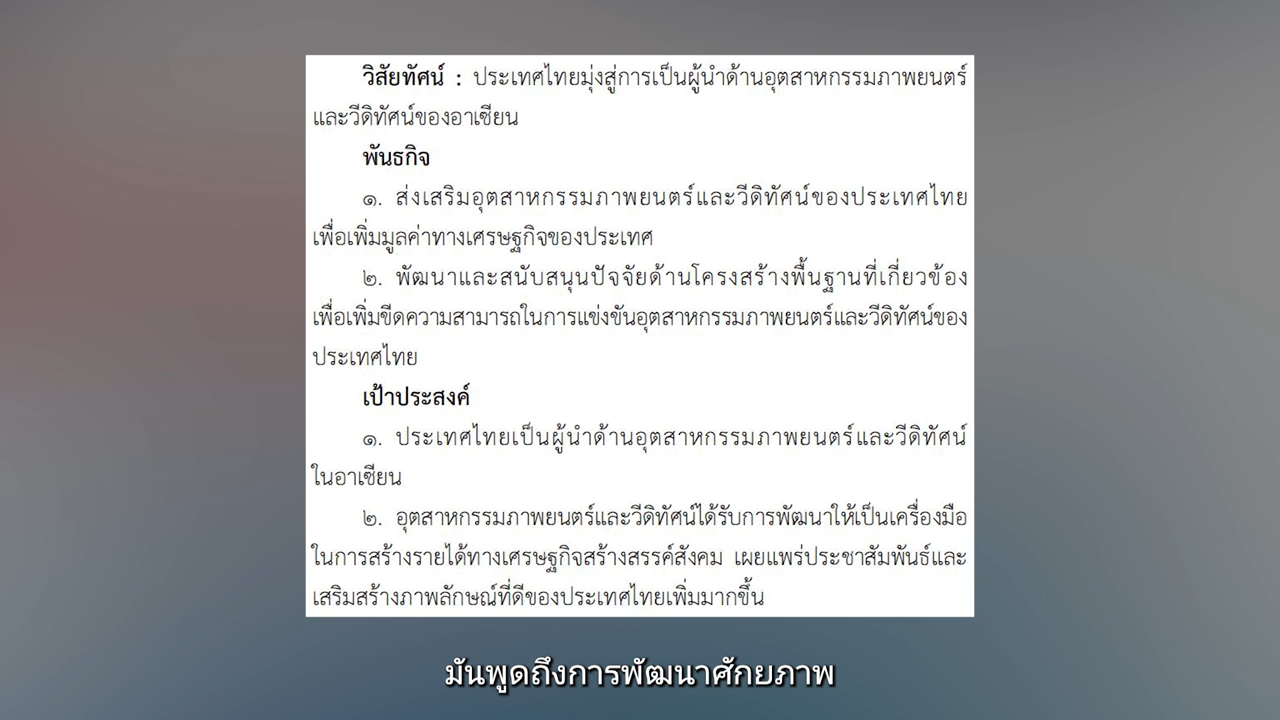 วิสัยทัศน์ : ประเทศไทยมุ่งสู่การเป็นผู้นำด้านอุตสาหกรรมภาพยนตร์
และวีดิทัศน์ของอาเซียน
พันธกิจ
๑. ส่งเสริมอุตสาหกรรมภาพยนตร์และวีดิทัศน์ของประเทศไทย
เพื่อเพิ่มมูลค่าทางเศรษฐกิจของประเทศ
๒. พัฒนาและสนับสนุนปัจจัยด้านโครงสร้างพื้นฐานที่เกี่ยวข้อง
เพื่อเพิ่มขีดความสามารถในการแข่งขันอุตสาหกรรมภาพยนตร์และวีดิทัศน์ของ
ประเทศไทย
เป้าประสงค์
๑. ประเทศไทยเป็นผู้นำด้านอุตสาหกรรมภาพยนตร์และวีดิทัศน์
ในอาเซียน
๒. อุตสาหกรรมภาพยนตร์และวีดิทัศน์ได้รับการพัฒนาให้เป็นเครื่องมือ
ในการสร้างรายได้ทางเศรษฐกิจสร้างสรรค์สังคม เผยแพร่ประชาสัมพันธ์และ
เสริมสร้างภาพลักษณ์ที่ดีของประเทศไทยเพิ่มมากขึ้น
มันพูดถึงการพัฒนาศักยภาพ